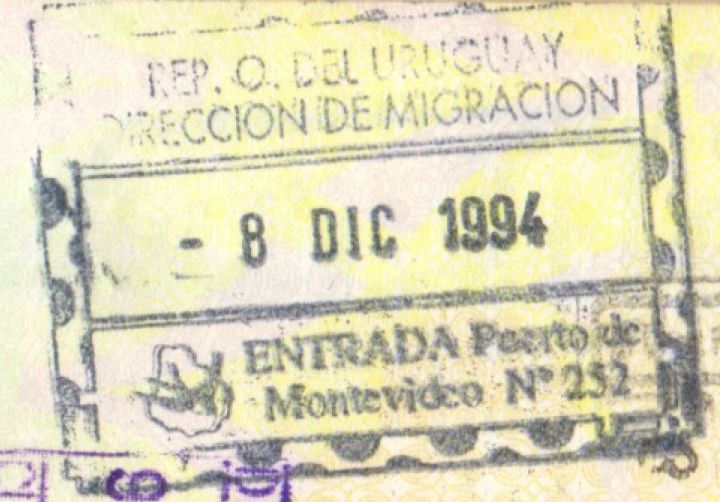 REP. O. DEL URUGUAY
DIRECCION DE MIGRACION
- 8 DIC 1994
ENTRADA Puerto de
Montevideo Nº 252